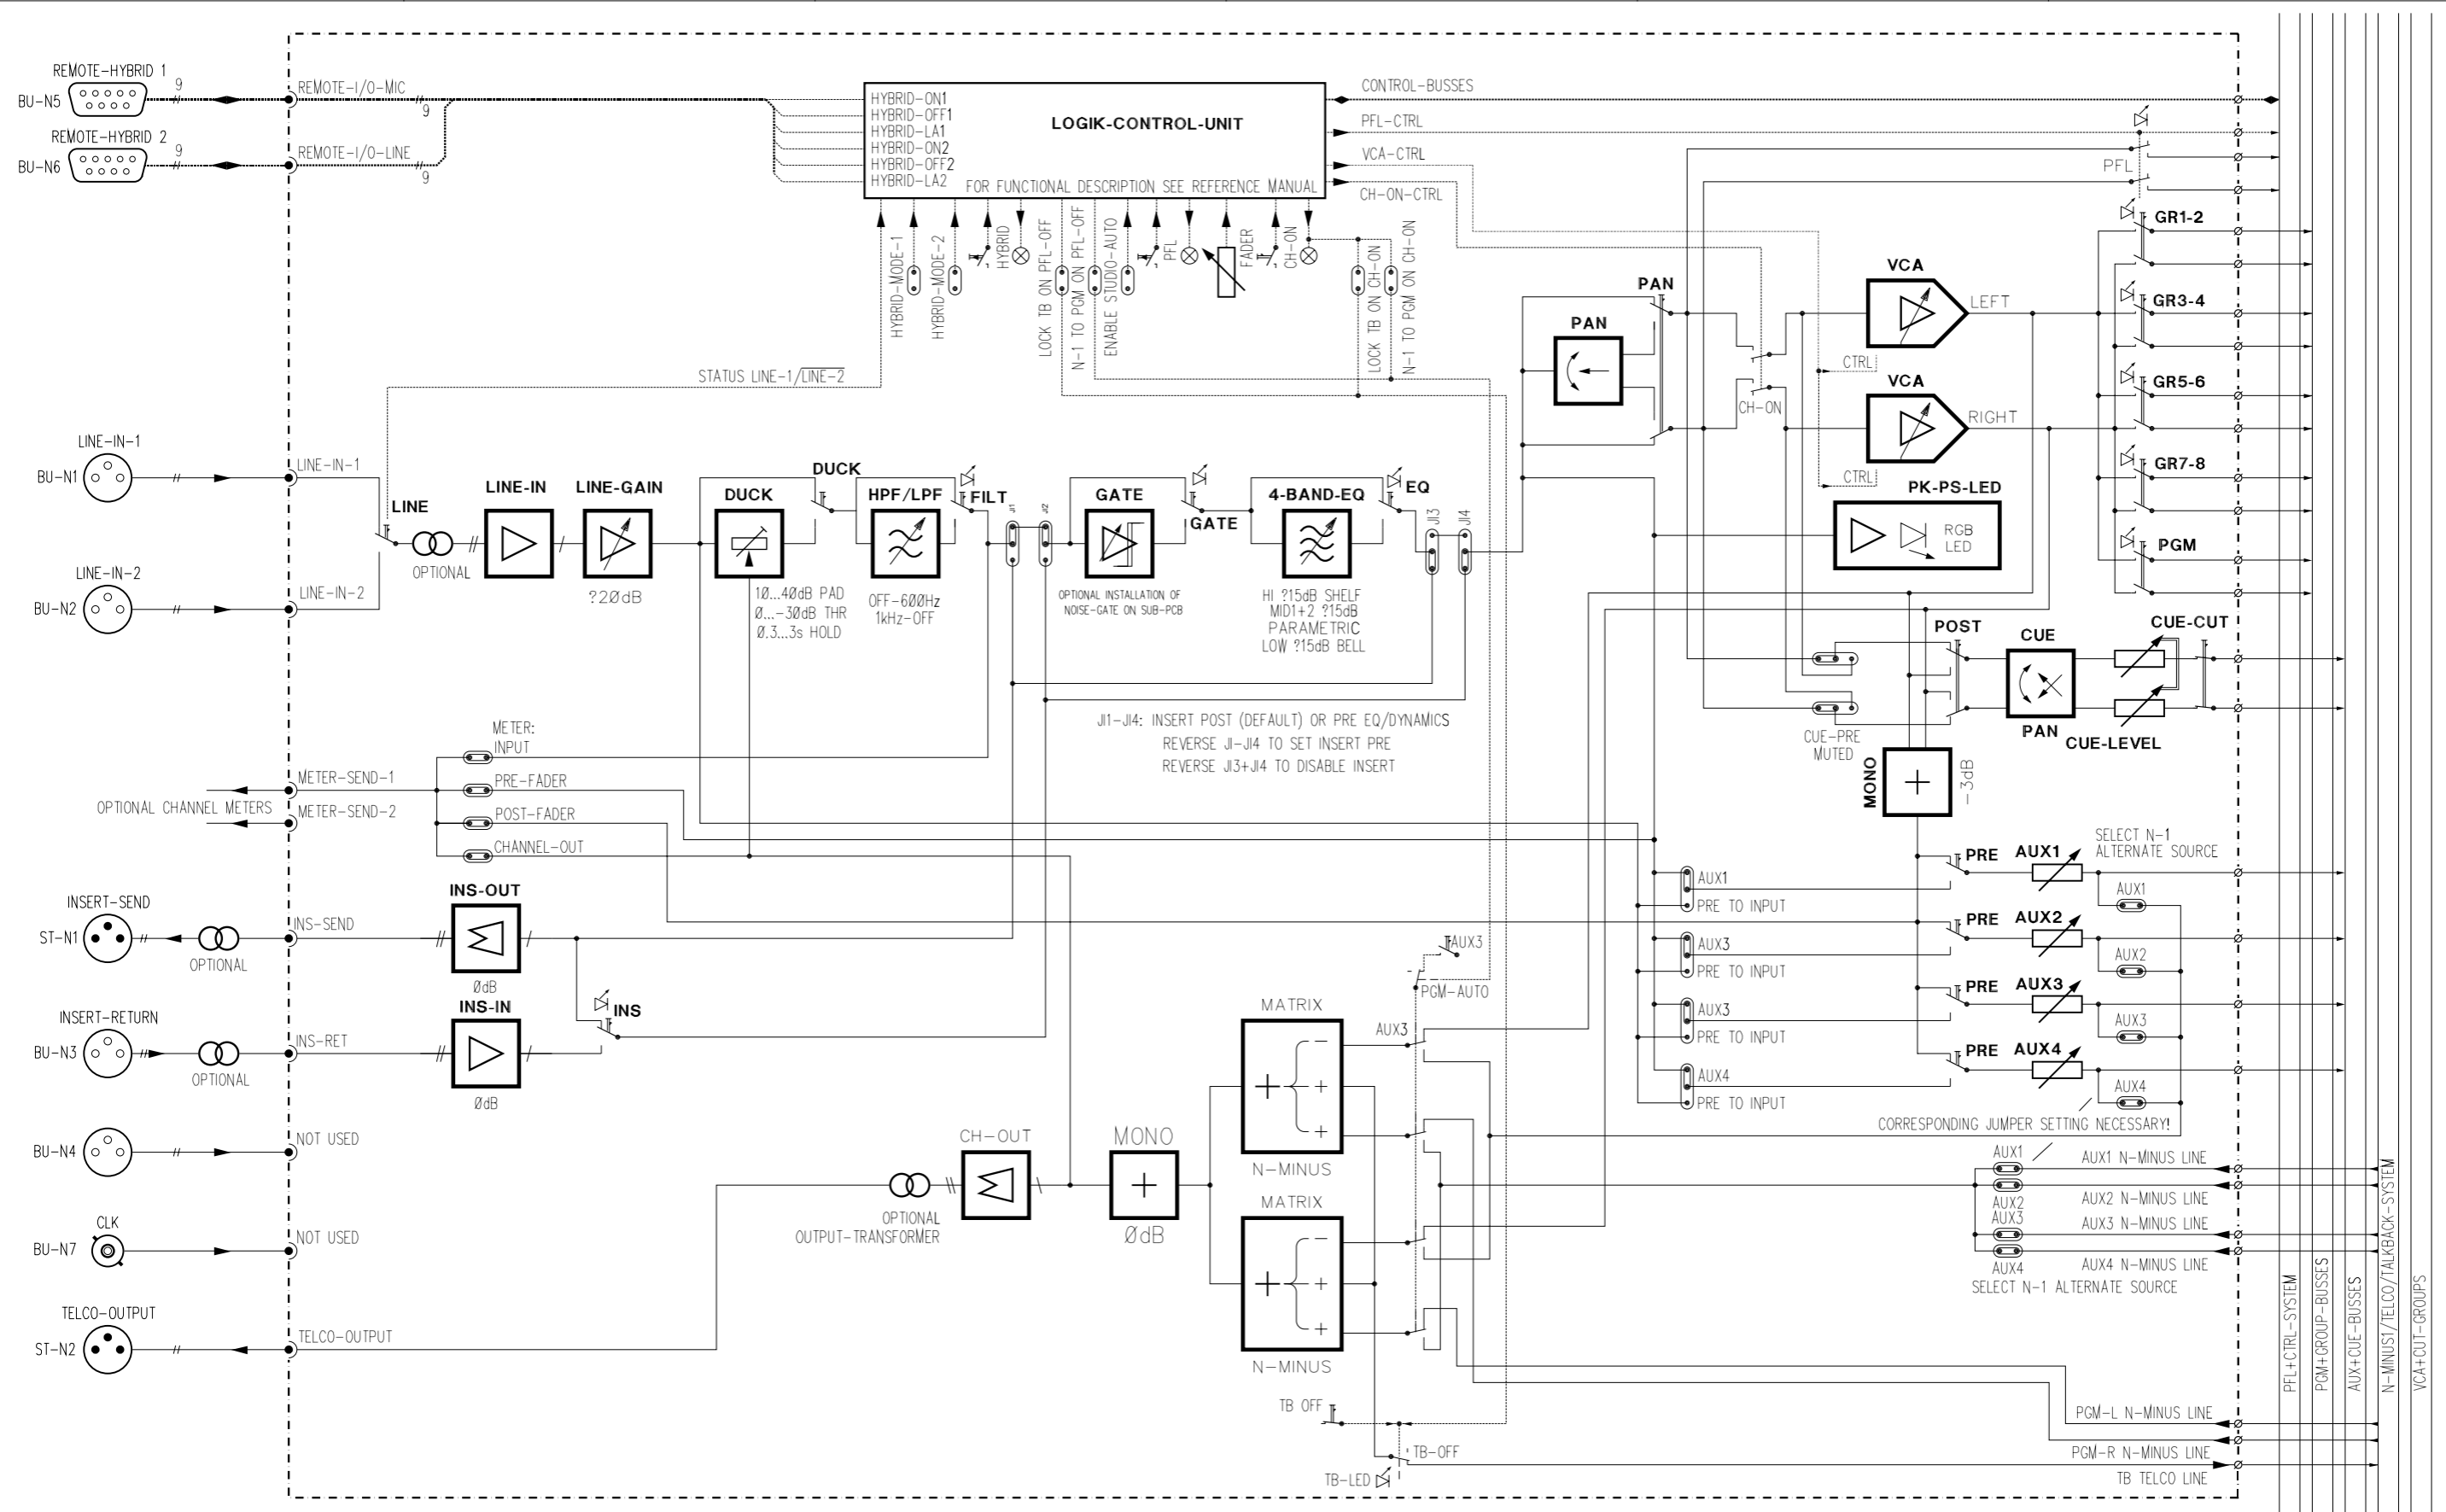 REMOTE-HYBRID 1
BU-N5
9
REMOTE-I/O-MIC
9
REMOTE-HYBRID 2
BU-N6
9
REMOTE-I/O-LINE
9
HYBRID-ON1
HYBRID-OFF1
HYBRID-LA1
HYBRID-ON2
HYBRID-OFF2
HYBRID-LA2
LOGIK-CONTROL-UNIT
FOR FUNCTIONAL DESCRIPTION SEE REFERENCE MANUAL
CONTROL-BUSSES
PFL-CTRL
VCA-CTRL
CH-ON-CTRL
PFL
HYBRID-MODE-1
HYBRID-MODE-2
HYBRID
LOCK TB ON PFL-OFF
N-1 TO PGM ON PFL-OFF
ENABLE STUDIO-AUTO
PFL
FADER
CH-ON
LOCK TB ON CH-ON
N-1 TO PGM ON CH-ON
STATUS LINE-1/LINE-2
GR1-2
GR3-4
GR5-6
GR7-8
PGM
PAN
PAN
CH-ON
VCA
LEFT
CTRL
VCA
RIGHT
CTRL
PK-PS-LED
RGB
LED
LINE-IN-1
BU-N1
LINE-IN-1
LINE
OPTIONAL
LINE-IN
LINE-GAIN
?20dB
LINE-IN-2
BU-N2
LINE-IN-2
DUCK
DUCK
10...40dB PAD
0...-30dB THR
0.3...3s HOLD
HPF/LPF
FILT
OFF-600Hz
1kHz-OFF
JI1
JI2
GATE
GATE
OPTIONAL INSTALLATION OF
NOISE-GATE ON SUB-PCB
4-BAND-EQ
EQ
HI ?15dB SHELF
MID1+2 ?15dB
PARAMETRIC
LOW ?15dB BELL
JI3
JI4
JI1-JI4: INSERT POST (DEFAULT) OR PRE EQ/DYNAMICS
REVERSE JI-JI4 TO SET INSERT PRE
REVERSE JI3+JI4 TO DISABLE INSERT
CUE-PRE
MUTED
POST
CUE
PAN
CUE-CUT
CUE-LEVEL
MONO
-3dB
METER:
INPUT
PRE-FADER
POST-FADER
CHANNEL-OUT
METER-SEND-1
OPTIONAL CHANNEL METERS
METER-SEND-2
INSERT-SEND
ST-N1
OPTIONAL
INS-SEND
INS-OUT
0dB
INSERT-RETURN
BU-N3
OPTIONAL
INS-RET
INS-IN
0dB
INS
AUX1
PRE TO INPUT
AUX3
PRE TO INPUT
AUX3
PRE TO INPUT
AUX4
PRE TO INPUT
PRE
AUX1
SELECT N-1
ALTERNATE SOURCE
AUX1
PRE
AUX2
AUX2
PRE
AUX3
AUX3
PRE
AUX4
AUX4
CORRESPONDING JUMPER SETTING NECESSARY!
AUX3
PGM-AUTO
AUX3
MATRIX
N-MINUS
MATRIX
N-MINUS
BU-N4
NOT USED
CLK
BU-N7
NOT USED
TELCO-OUTPUT
ST-N2
TELCO-OUTPUT
OPTIONAL
OUTPUT-TRANSFORMER
CH-OUT
MONO
0dB
AUX1
AUX1 N-MINUS LINE
AUX2
AUX2 N-MINUS LINE
AUX3
AUX3 N-MINUS LINE
AUX4
AUX4 N-MINUS LINE
SELECT N-1 ALTERNATE SOURCE
TB OFF
TB-OFF
TB-LED
PGM-L N-MINUS LINE
PGM-R N-MINUS LINE
TB TELCO LINE
PFL+CTRL-SYSTEM
PGM+GROUP-BUSSES
AUX+CUE-BUSSES
N-MINUS1/TELCO/TALKBACK-SYSTEM
VCA+CUT-GROUPS